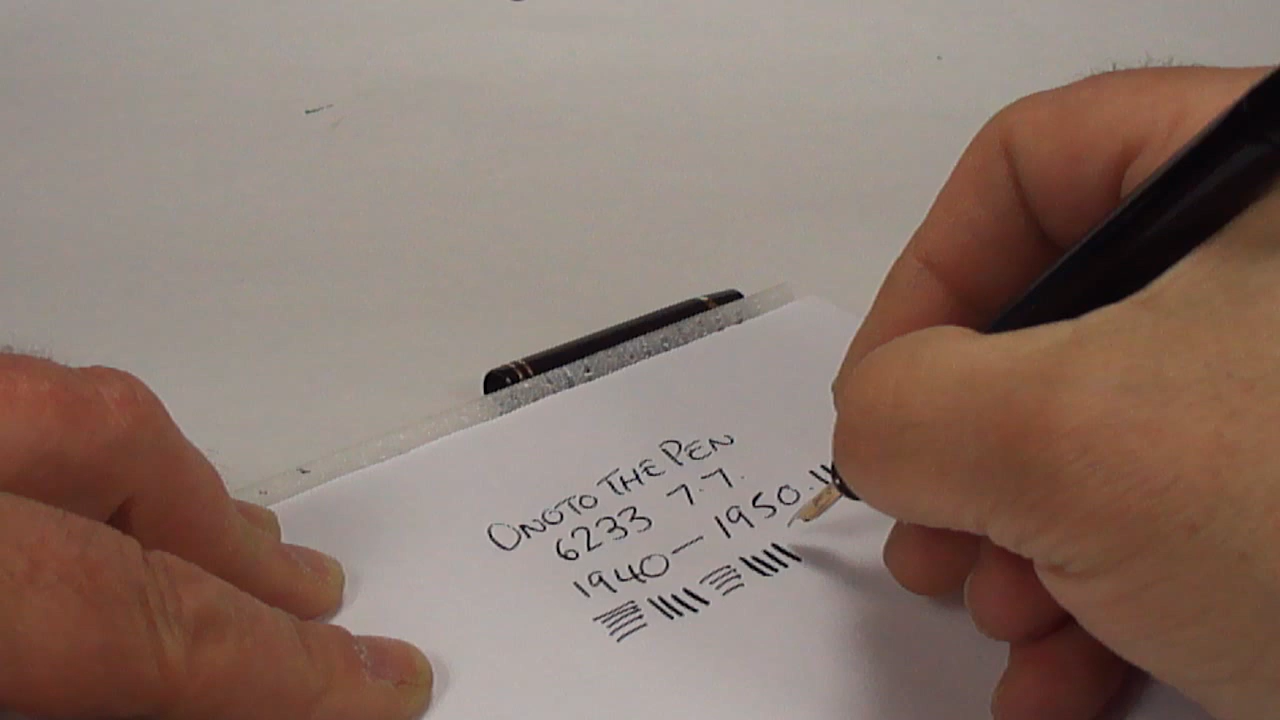 ONOTO THE PEN
6233 7.7.
1940 — 1950.